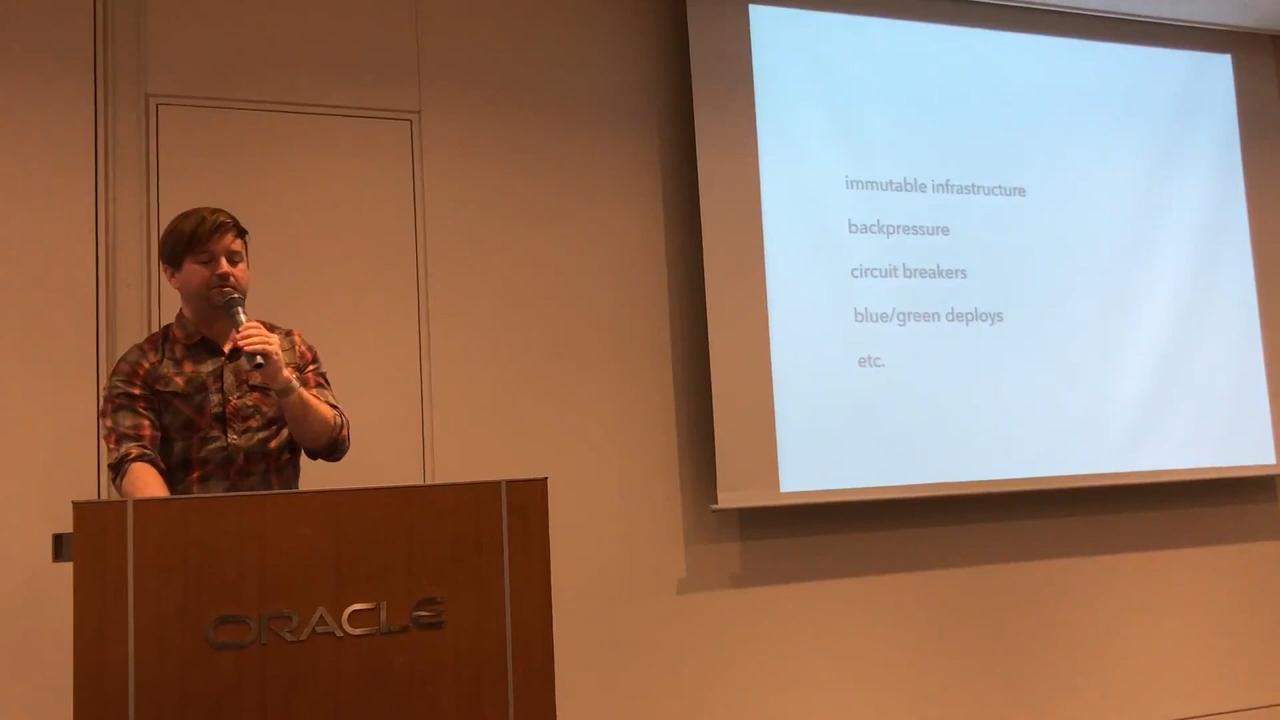 immutable infrastructure
backpressure
circuit breakers
blue/green deploys
etc.
ORACLE